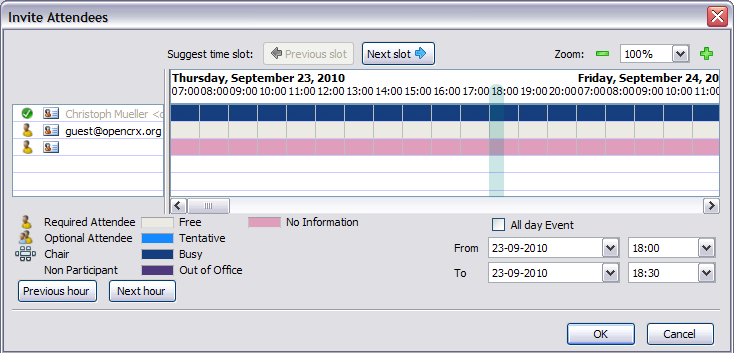 Invite Attendees
Suggest time slot: Previous slot Next slot Zoom: 100%
Thursday, September 23, 2010 Friday, September 24, 20
07:00 08:00 09:00 10:00 11:00 12:00 13:00 14:00 15:00 16:00 17:00 18:00 19:00 20:00 07:00 08:00 09:00 10:00 11:00
Christoph Mueller <c
guest@opencrx.org
Required Attendee Free No Information
Optional Attendee Tentative
Chair Busy
Non Participant Out of Office
All day Event
From 23-09-2010 18:00
To 23-09-2010 18:30
Previous hour Next hour
OK Cancel